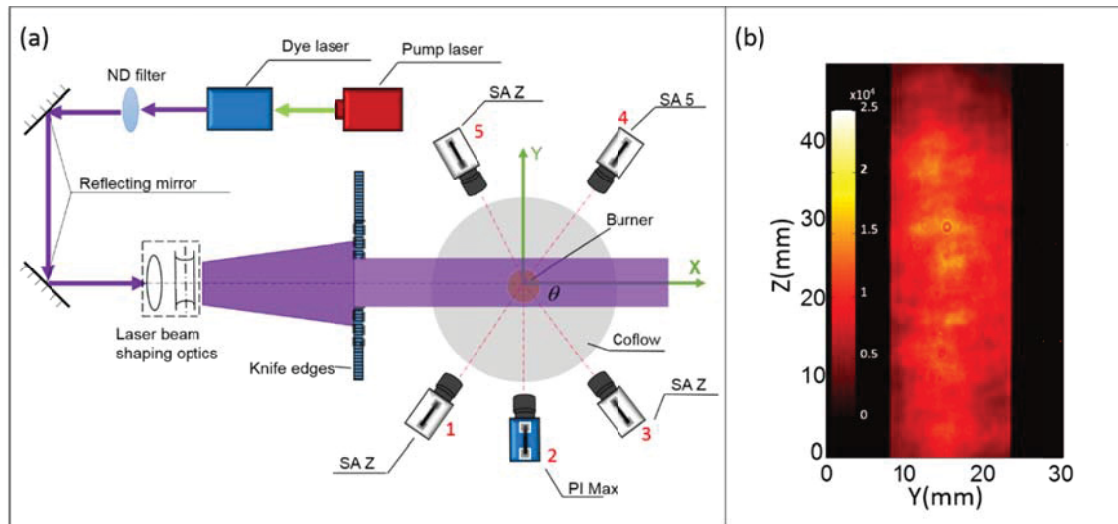 (a)
Dye laser
Pump laser
ND filter
SA Z
5
4
SA 5
Y
Reflecting mirror
Burner
X
θ
Laser beam
shaping optics
Knife edges
Coflow
1
2
3
SA Z
SA Z
PI Max
(b)
x10⁴
2.5
2
1.5
1
0.5
0
40
30
20
10
0
Z(mm)
0 10 20 30
Y(mm)